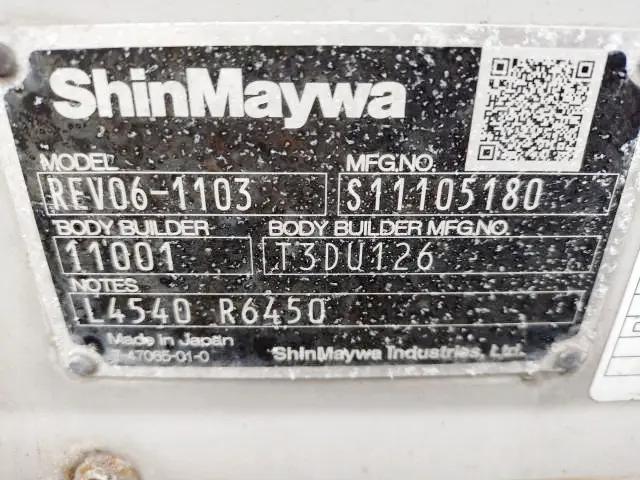 ShinMaywa
MODEL MFG.NO.
REV06-1103 S11105180
BODY BUILDER BODY BUILDER MFG.NO.
11001 T3DU126
NOTES
L4540 R6450
Made in Japan
ShinMaywa Industries, Ltd.